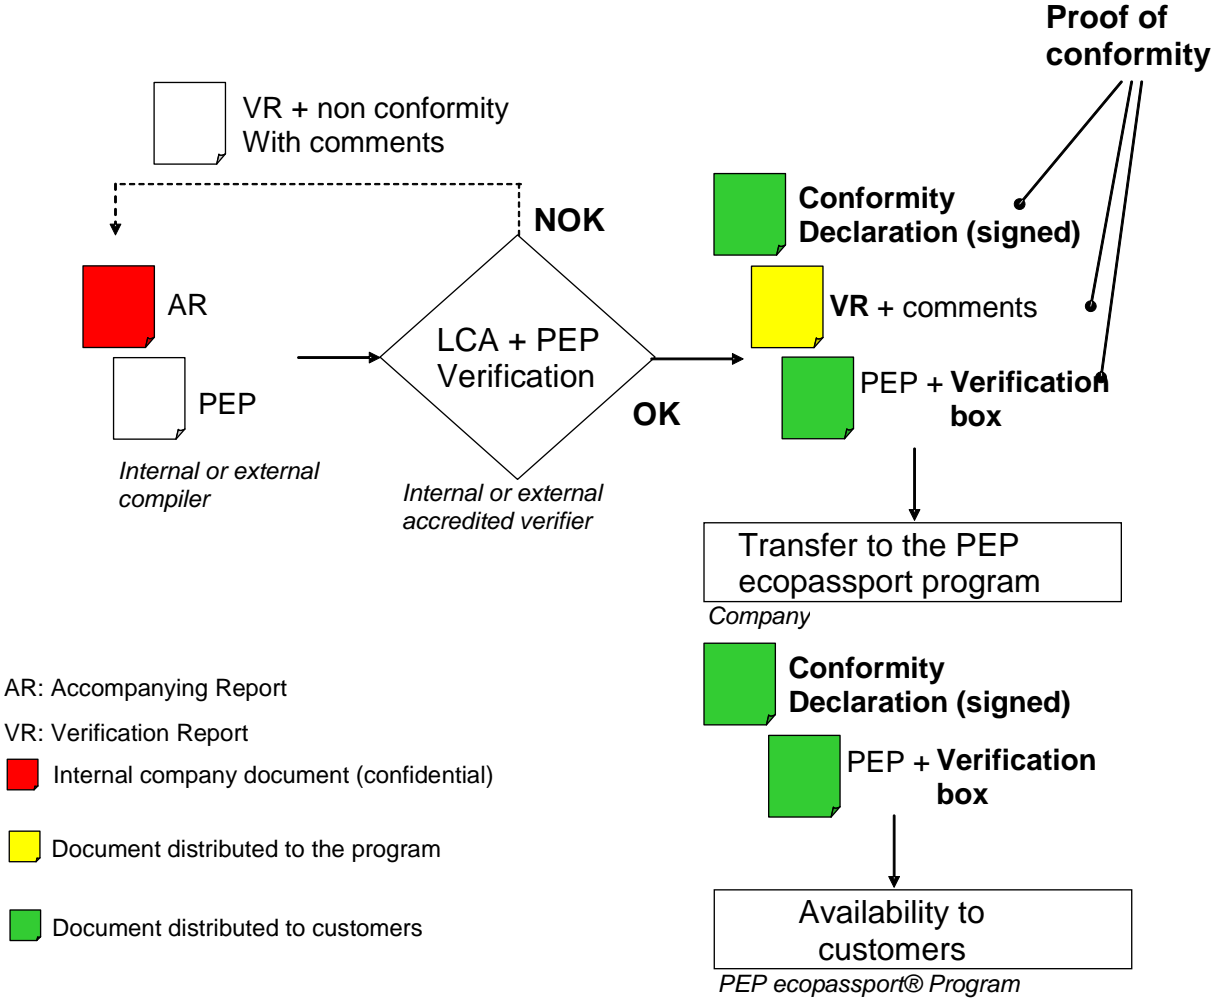 Proof of
conformity
VR + non conformity
With comments
NOK
Conformity
Declaration (signed)
AR
VR + comments
LCA + PEP
Verification
PEP
PEP + Verification
box
OK
Internal or external
compiler
Internal or external
accredited verifier
Transfer to the PEP
ecopassport program
Company
Conformity
Declaration (signed)
AR: Accompanying Report
VR: Verification Report
PEP + Verification
box
Internal company document (confidential)
Document distributed to the program
Document distributed to customers
Availability to
customers
PEP ecopassport® Program